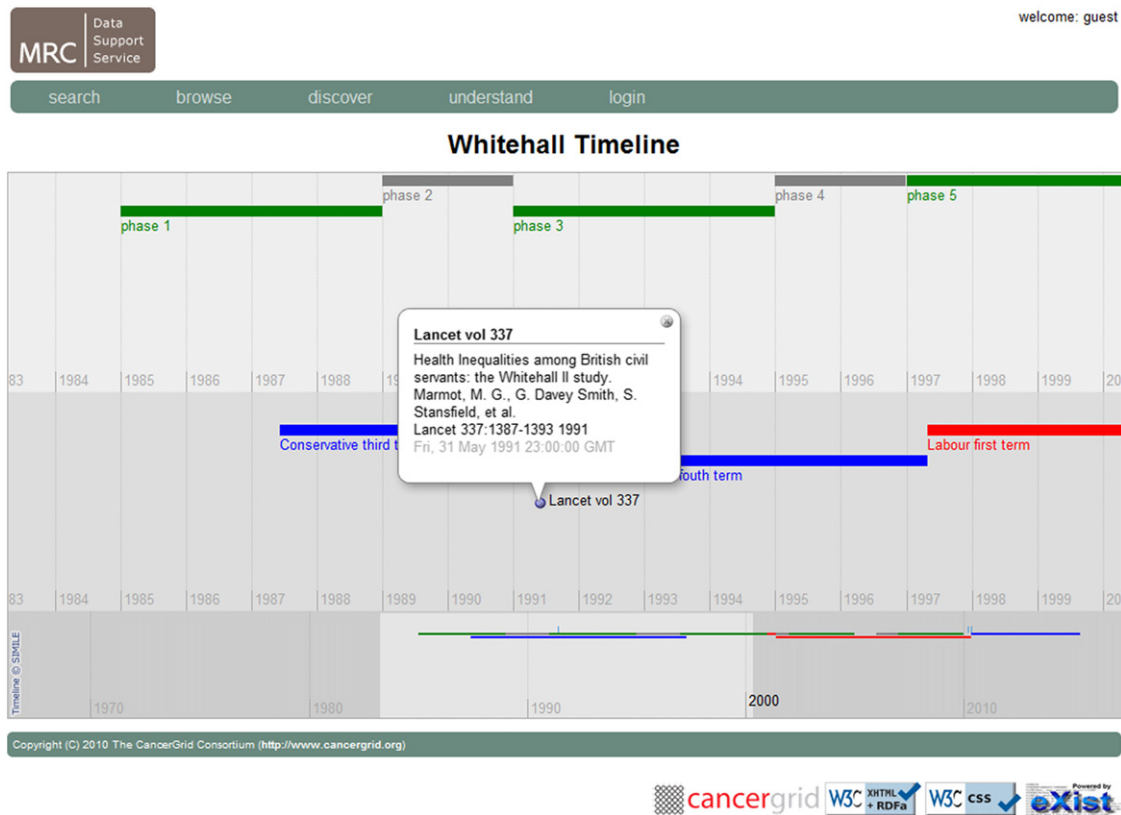 MRC
Data
Support
Service
welcome: guest
search browse discover understand login
Whitehall Timeline
phase 2 phase 4 phase 5
phase 1 phase 3
Lancet vol 337
Health Inequalities among British civil
servants: the Whitehall II study.
Marmot, M. G., G. Davey Smith, S.
Stansfield, et al.
Lancet 337:1387-1393 1991
Fri, 31 May 1991 23:00:00 GMT
83 1984 1985 1986 1987 1988 19 1994 1995 1996 1997 1998 1999 20
Conservative third t Labour first term
fouth term
Lancet vol 337
83 1984 1985 1986 1987 1988 1989 1990 1991 1992 1993 1994 1995 1996 1997 1998 1999 20
Timeline © SIMILE
1970 1980 1990 2000 2010
Copyright (C) 2010 The CancerGrid Consortium (http://www.cancergrid.org)
cancergrid
W3C XHTML + RDFa
W3C css
Powered by
eXist